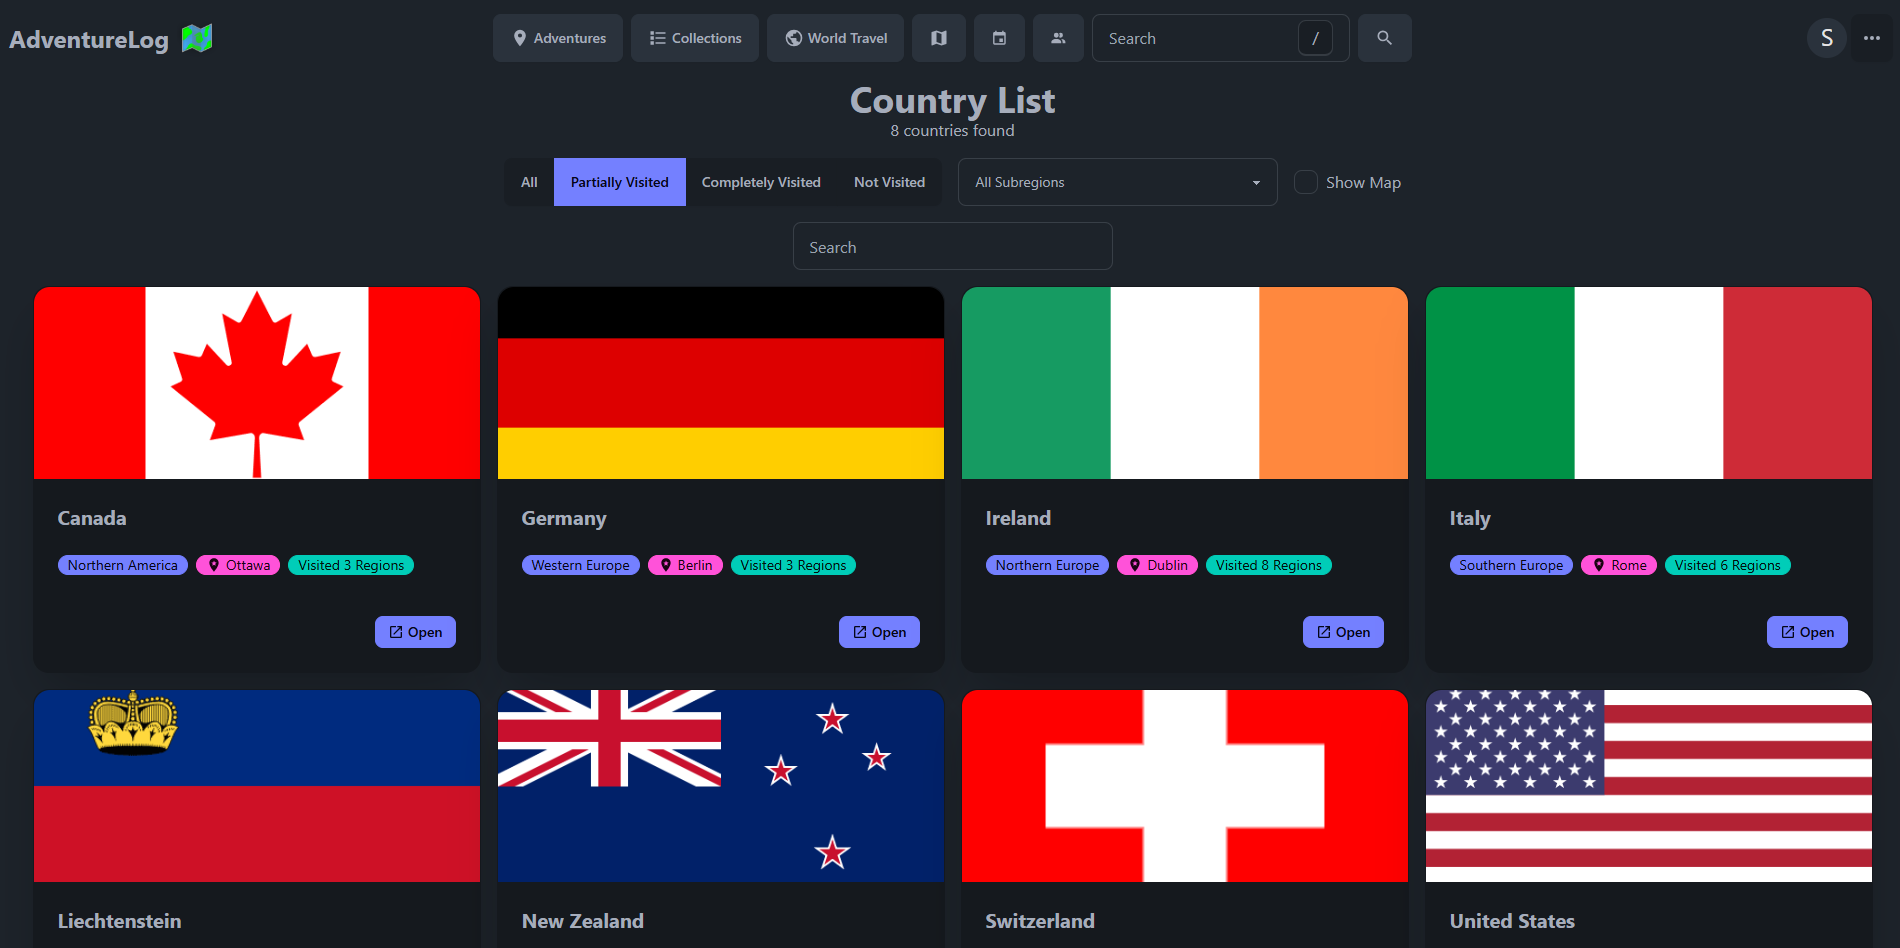 AdventureLog
Adventures
Collections
World Travel
Search
/
S
Country List
8 countries found
All
Partially Visited
Completely Visited
Not Visited
All Subregions
Show Map
Search
Canada
Northern America
Ottawa
Visited 3 Regions
Open
Germany
Western Europe
Berlin
Visited 3 Regions
Open
Ireland
Northern Europe
Dublin
Visited 8 Regions
Open
Italy
Southern Europe
Rome
Visited 6 Regions
Open
Liechtenstein
New Zealand
Switzerland
United States